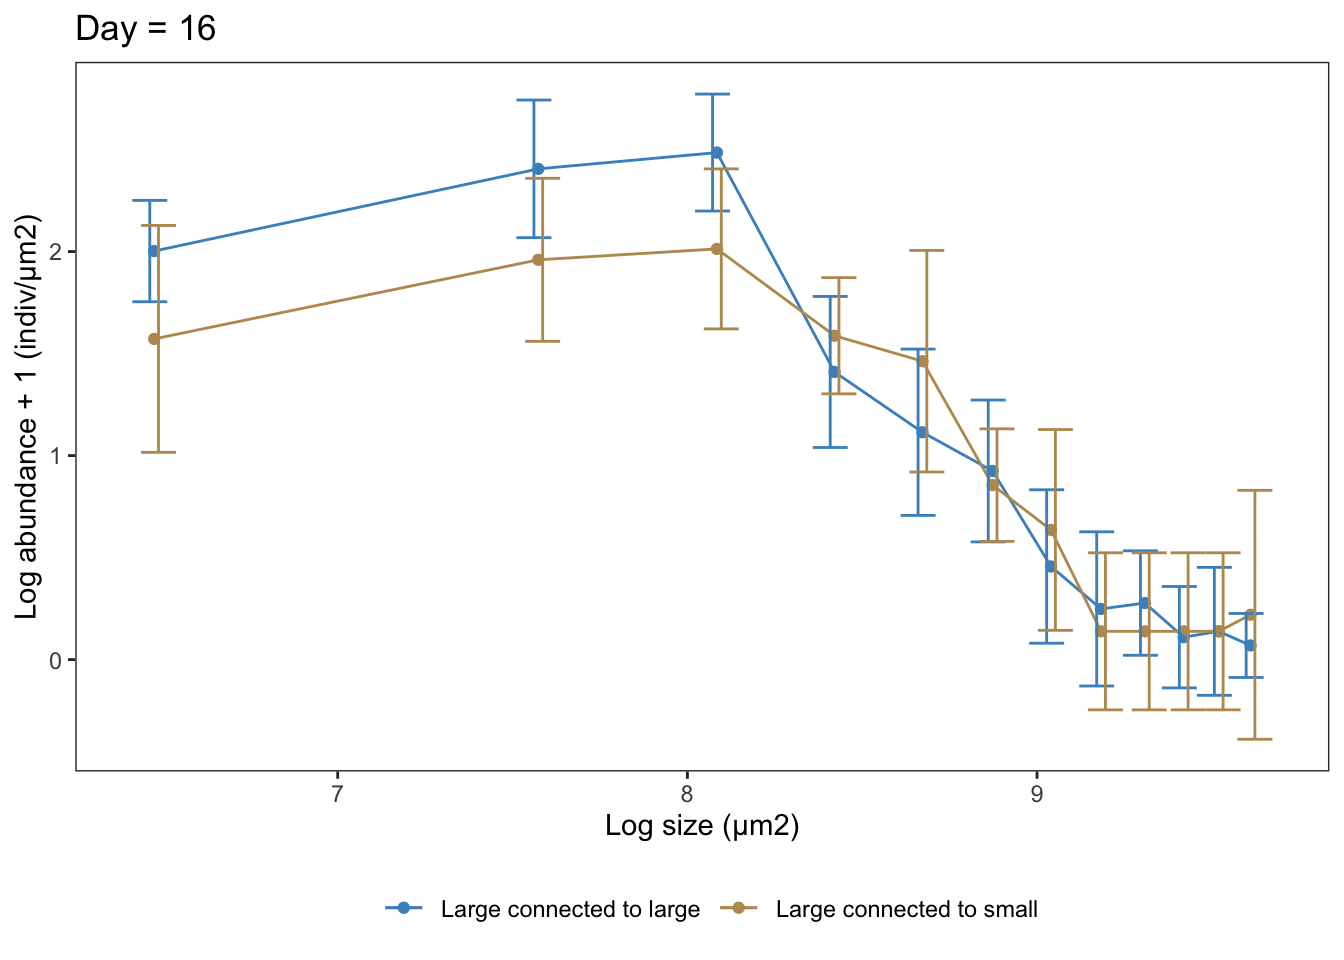 Day = 16
Log abundance + 1 (indiv/µm2)
2
1
0
7 8 9
Log size (µm2)
Large connected to large Large connected to small